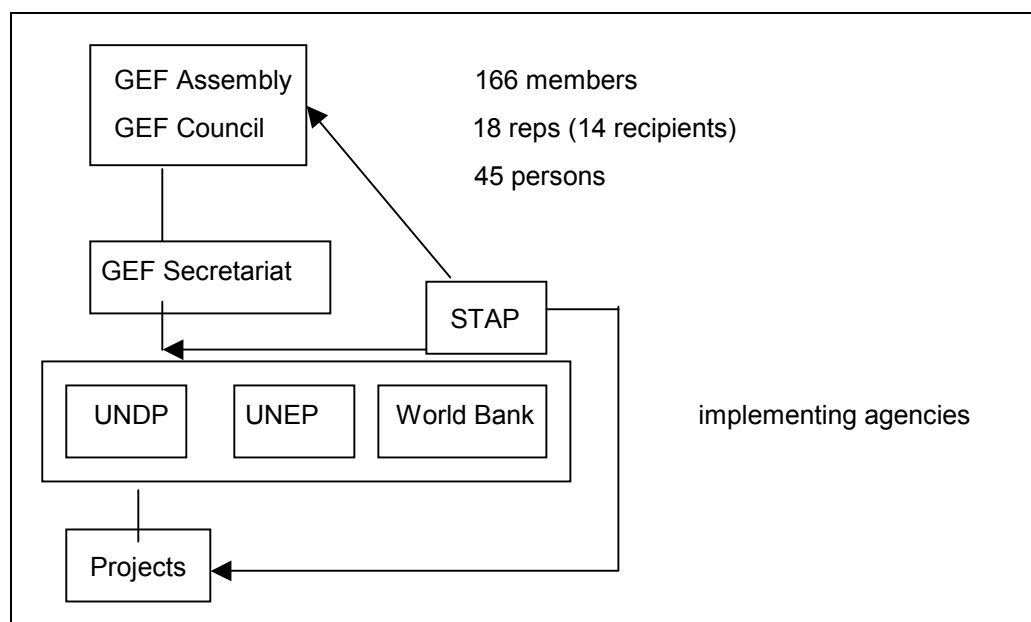 GEF Assembly 166 members
GEF Council 18 reps (14 recipients)
45 persons
GEF Secretariat
STAP
UNDP UNEP World Bank implementing agencies
Projects